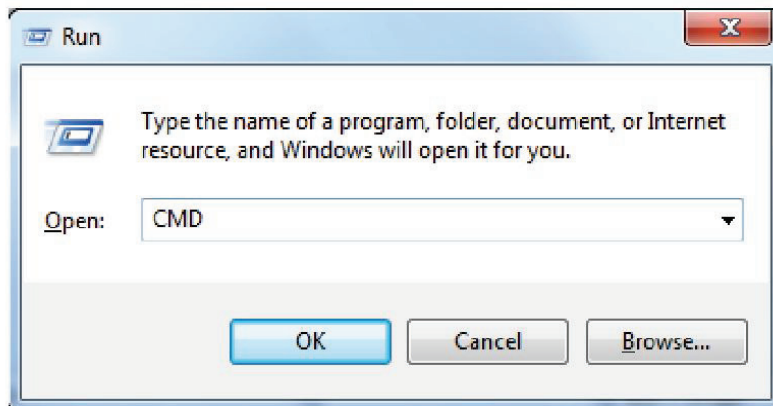 Run
Type the name of a program, folder, document, or Internet
resource, and Windows will open it for you.
Open: CMD
OK Cancel Browse...